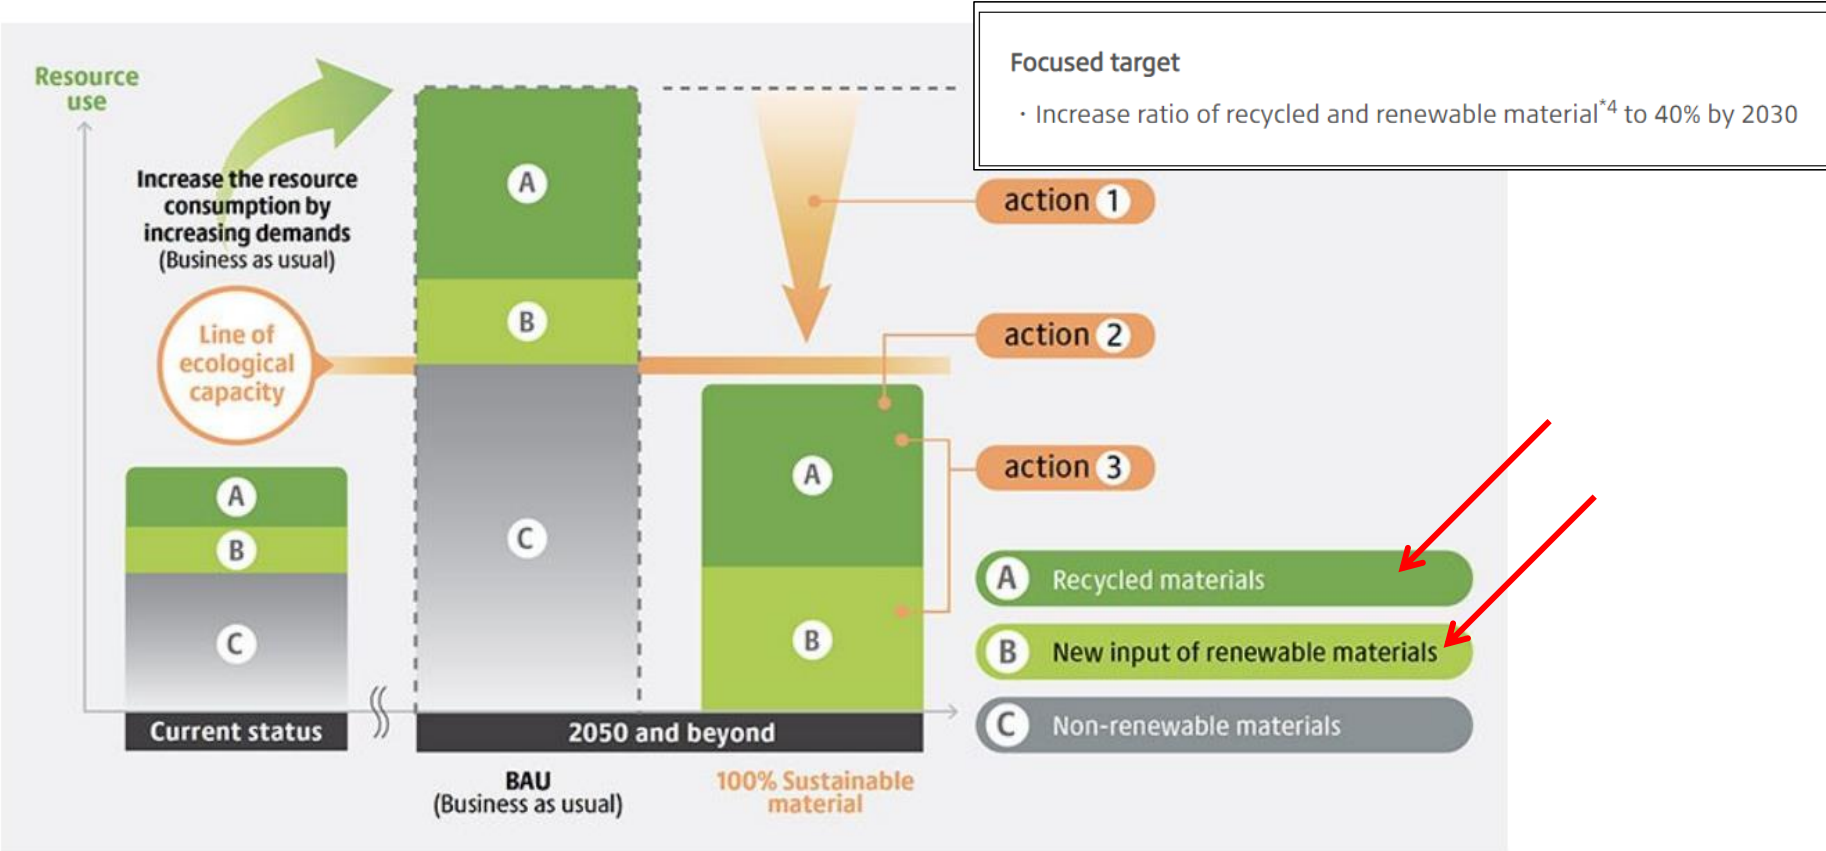 Focused target
・Increase ratio of recycled and renewable material*4 to 40% by 2030
Resource
use
Increase the resource
consumption by
increasing demands
(Business as usual)
Line of
ecological
capacity
A
B
C
A
B
C
A
B
action 1
action 2
action 3
A Recycled materials
B New input of renewable materials
C Non-renewable materials
Current status
2050 and beyond
BAU
(Business as usual)
100% Sustainable
material